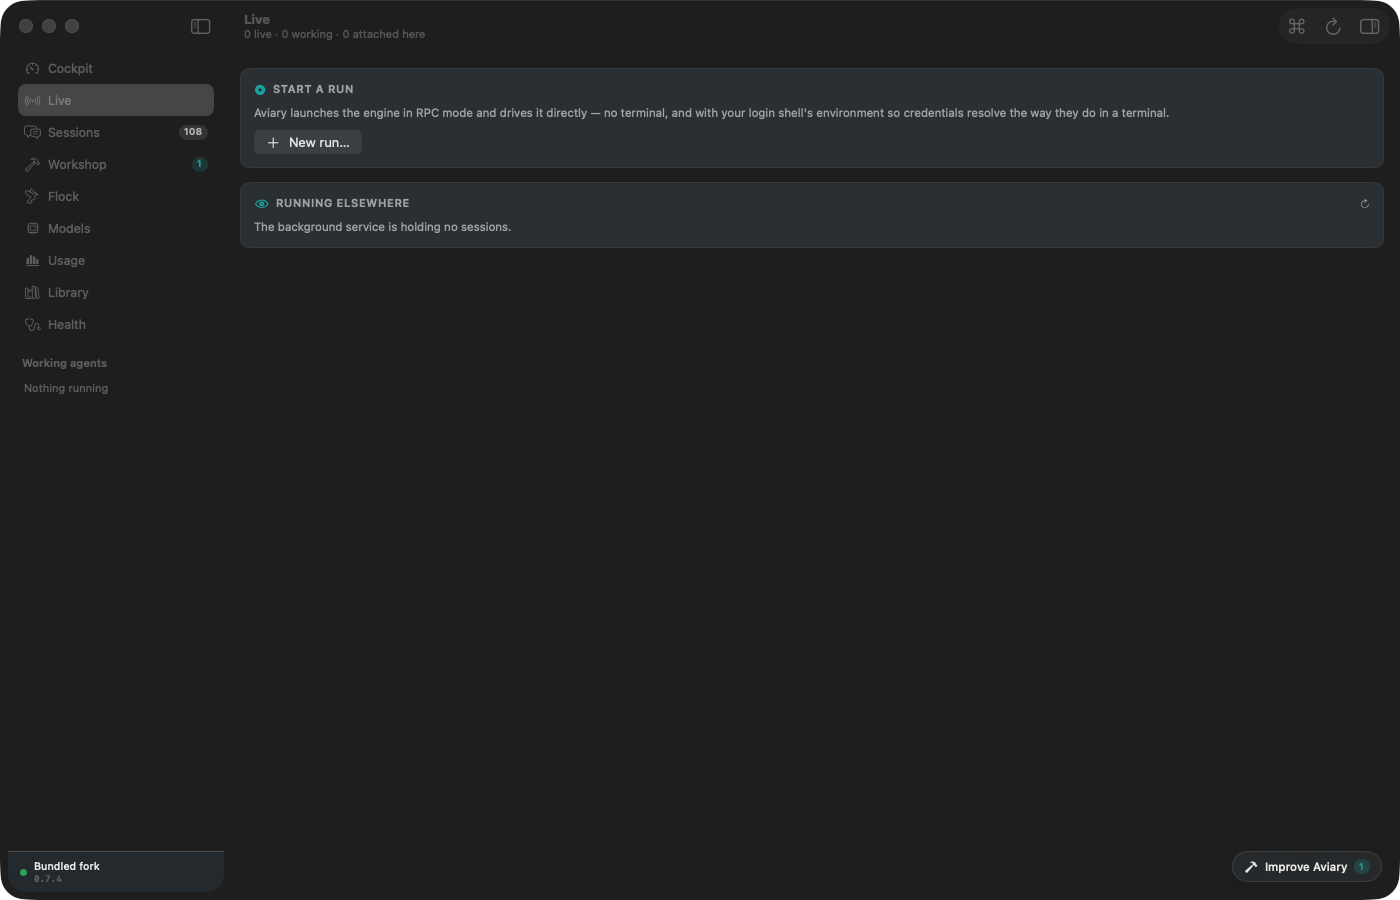 Live
0 live · 0 working · 0 attached here
Cockpit
Live
Sessions 108
Workshop 1
Flock
Models
Usage
Library
Health
Working agents
Nothing running
START A RUN
Aviary launches the engine in RPC mode and drives it directly — no terminal, and with your login shell's environment so credentials resolve the way they do in a terminal.
New run...
RUNNING ELSEWHERE
The background service is holding no sessions.
Bundled fork
0.7.4
Improve Aviary 1